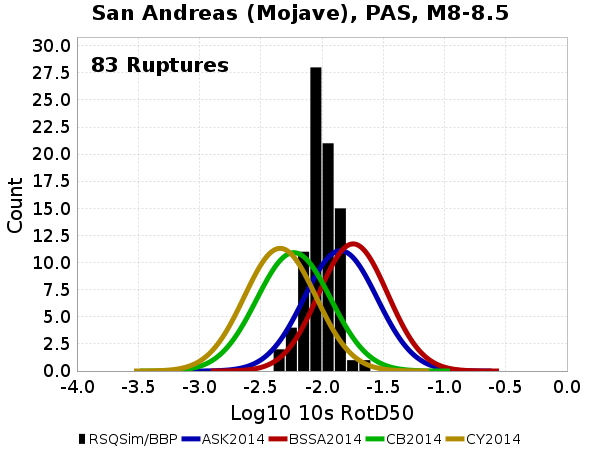 San Andreas (Mojave), PAS, M8-8.5
83 Ruptures
Count
30.0
27.5
25.0
22.5
20.0
17.5
15.0
12.5
10.0
7.5
5.0
2.5
0.0
-4.0 -3.5 -3.0 -2.5 -2.0 -1.5 -1.0 -0.5 0.0
Log10 10s RotD50
RSQSim/BBP ASK2014 BSSA2014 CB2014 CY2014